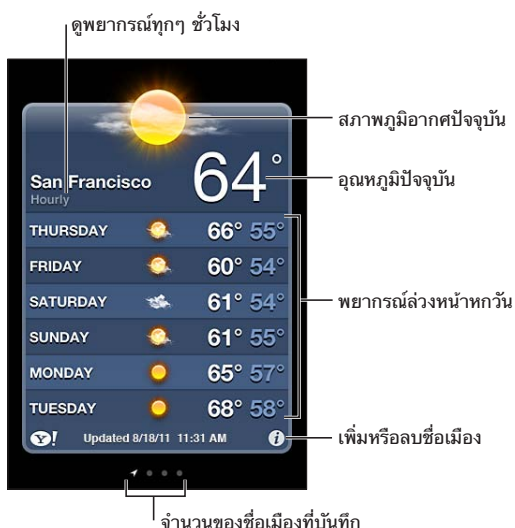 ดูพยากรณ์ทุกๆ ชั่วโมง
สภาพภูมิอากาศปัจจุบัน
San Francisco
Hourly
64°
อุณหภูมิปัจจุบัน
THURSDAY 66° 55°
FRIDAY 60° 54°
SATURDAY 61° 54°
พยากรณ์ล่วงหน้าหกวัน
SUNDAY 61° 55°
MONDAY 65° 57°
TUESDAY 68° 58°
Y! Updated 8/18/11 11:31 AM i
เพิ่มหรือลบชื่อเมือง
จำนวนของชื่อเมืองที่บันทึก